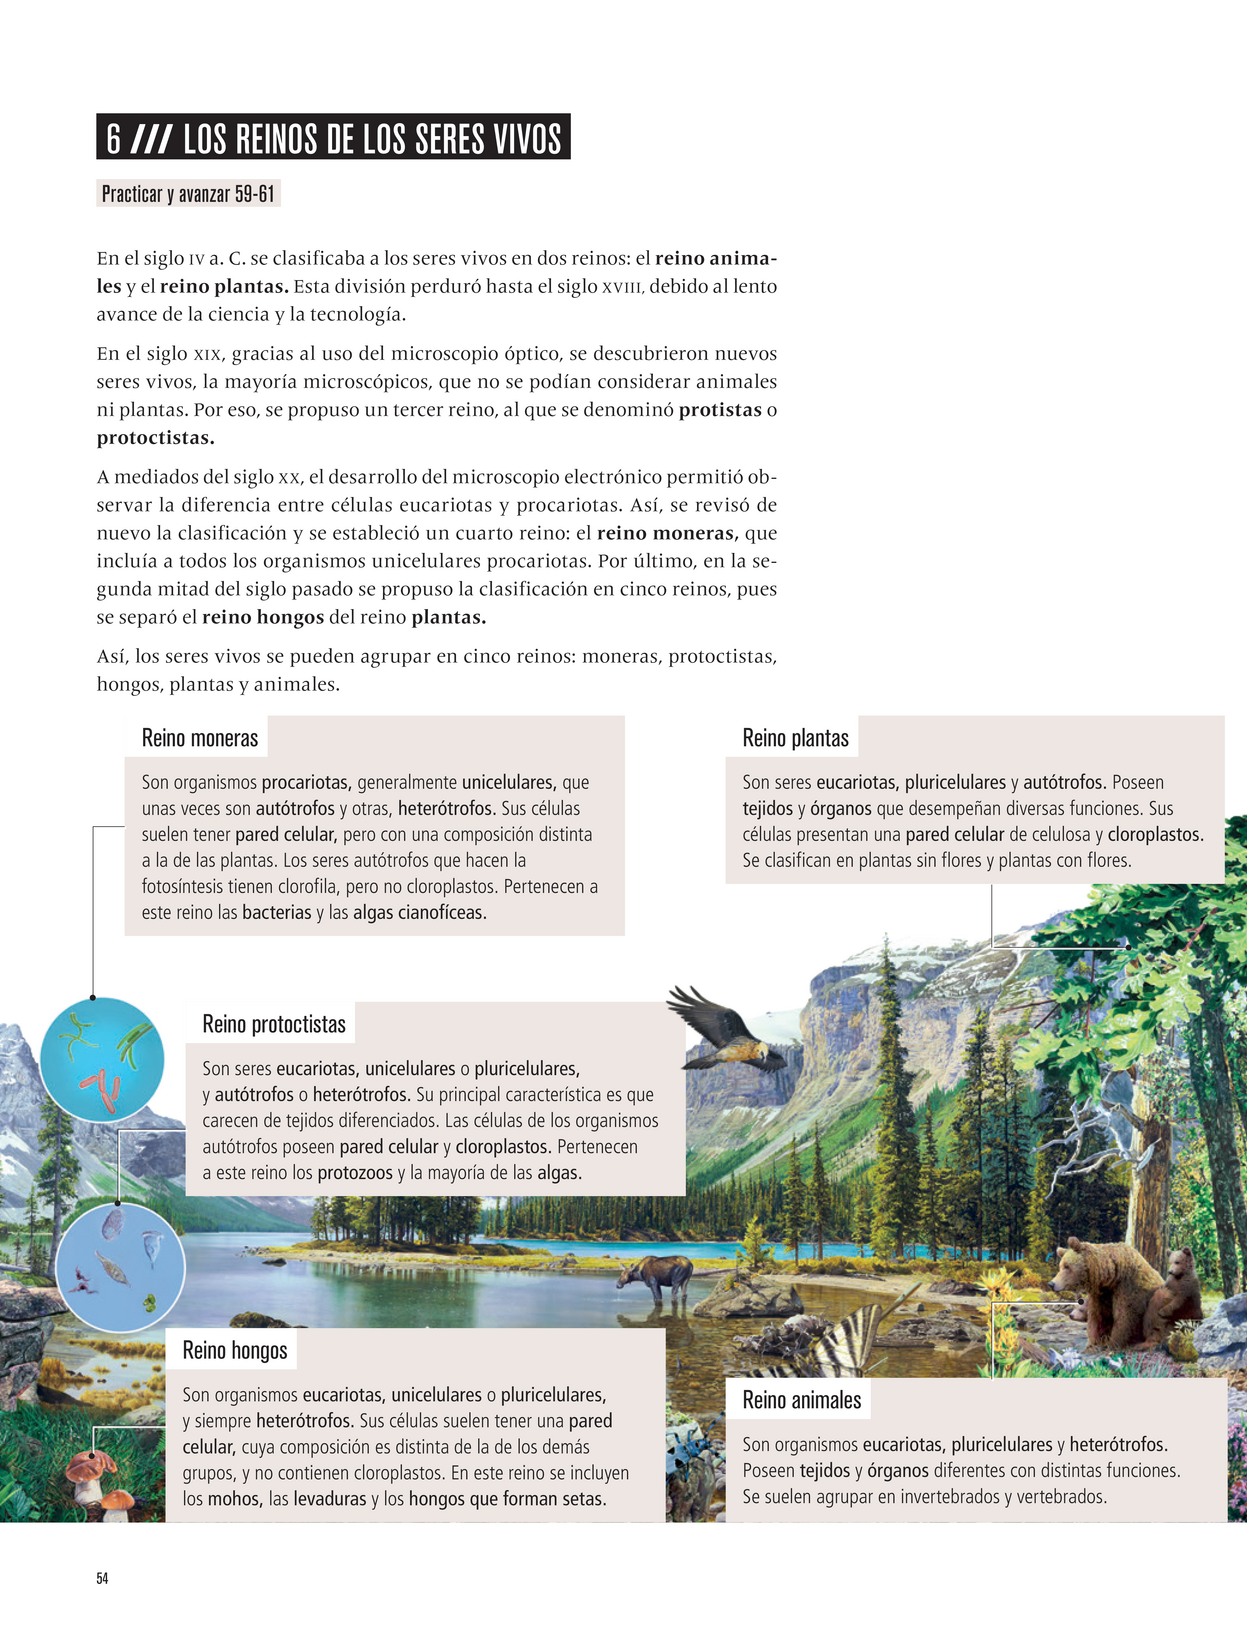 6 /// LOS REINOS DE LOS SERES VIVOS
Practicar y avanzar 59-61
En el siglo IV a. C. se clasificaba a los seres vivos en dos reinos: el reino anima-
les y el reino plantas. Esta división perduró hasta el siglo XVIII, debido al lento
avance de la ciencia y la tecnología.
En el siglo XIX, gracias al uso del microscopio óptico, se descubrieron nuevos
seres vivos, la mayoría microscópicos, que no se podían considerar animales
ni plantas. Por eso, se propuso un tercer reino, al que se denominó protistas o
protoctistas.
A mediados del siglo XX, el desarrollo del microscopio electrónico permitió ob-
servar la diferencia entre células eucariotas y procariotas. Así, se revisó de
nuevo la clasificación y se estableció un cuarto reino: el reino moneras, que
incluía a todos los organismos unicelulares procariotas. Por último, en la se-
gunda mitad del siglo pasado se propuso la clasificación en cinco reinos, pues
se separó el reino hongos del reino plantas.
Así, los seres vivos se pueden agrupar en cinco reinos: moneras, protoctistas,
hongos, plantas y animales.
Reino moneras
Son organismos procariotas, generalmente unicelulares, que
unas veces son autótrofos y otras, heterótrofos. Sus células
suelen tener pared celular, pero con una composición distinta
a la de las plantas. Los seres autótrofos que hacen la
fotosíntesis tienen clorofila, pero no cloroplastos. Pertenecen a
este reino las bacterias y las algas cianofíceas.
Reino plantas
Son seres eucariotas, pluricelulares y autótrofos. Poseen
tejidos y órganos que desempeñan diversas funciones. Sus
células presentan una pared celular de celulosa y cloroplastos.
Se clasifican en plantas sin flores y plantas con flores.
Reino protoctistas
Son seres eucariotas, unicelulares o pluricelulares,
y autótrofos o heterótrofos. Su principal característica es que
carecen de tejidos diferenciados. Las células de los organismos
autótrofos poseen pared celular y cloroplastos. Pertenecen
a este reino los protozoos y la mayoría de las algas.
Reino hongos
Son organismos eucariotas, unicelulares o pluricelulares,
y siempre heterótrofos. Sus células suelen tener una pared
celular, cuya composición es distinta de la de los demás
grupos, y no contienen cloroplastos. En este reino se incluyen
los mohos, las levaduras y los hongos que forman setas.
Reino animales
Son organismos eucariotas, pluricelulares y heterótrofos.
Poseen tejidos y órganos diferentes con distintas funciones.
Se suelen agrupar en invertebrados y vertebrados.
54